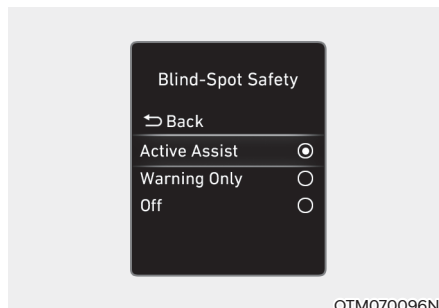 Blind-Spot Safety
Back
Active Assist
Warning Only
Off
OTM070096N